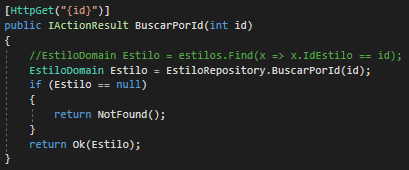 [HttpGet("{id}")]
public IActionResult BuscarPorId(int id)
{
//EstiloDomain Estilo = estilos.Find(x => x.IdEstilo == id);
EstiloDomain Estilo = EstiloRepository.BuscarPorId(id);
if (Estilo == null)
{
return NotFound();
}
return Ok(Estilo);
}